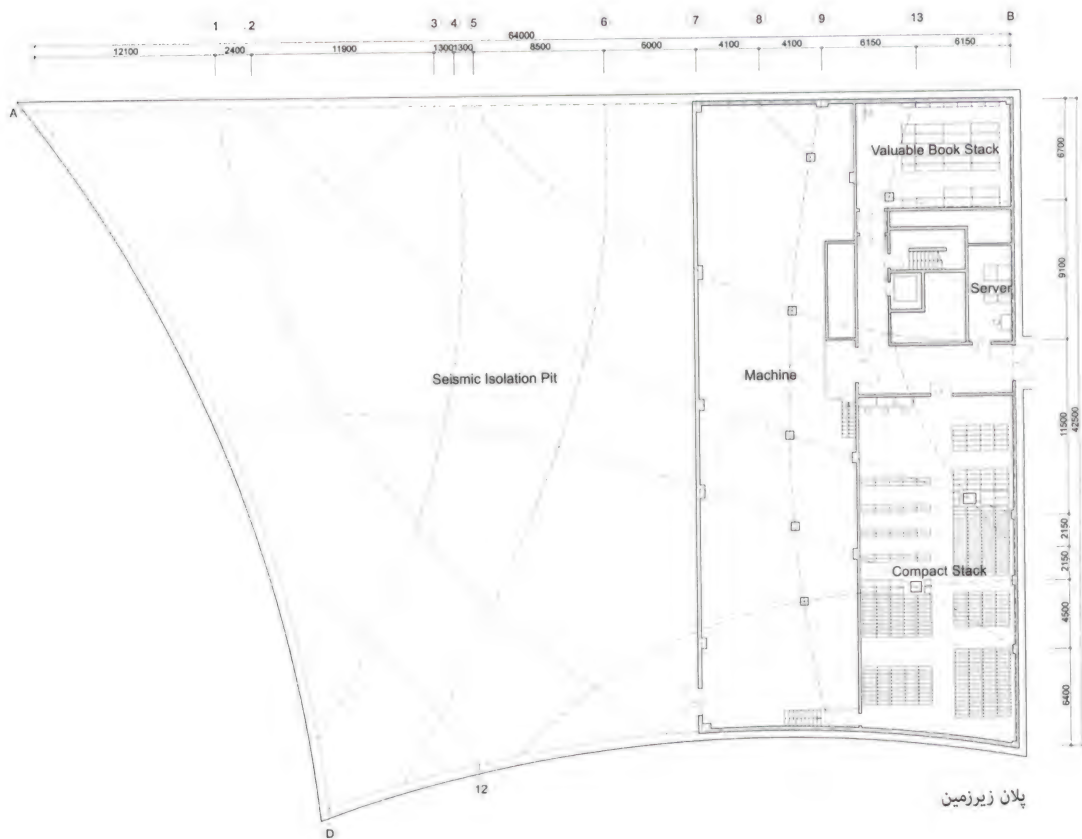 1 2 3 4 5 6 7 8 9 13 B
64000
12100 2400 11900 1300 1300 8500 6000 4100 4100 6150 6150
A
Valuable Book Stack
6700
9100
Server
Seismic Isolation Pit
Machine
11500
42500
2150
2150
Compact Stack
4500
6400
12
D
پلان زیرزمین